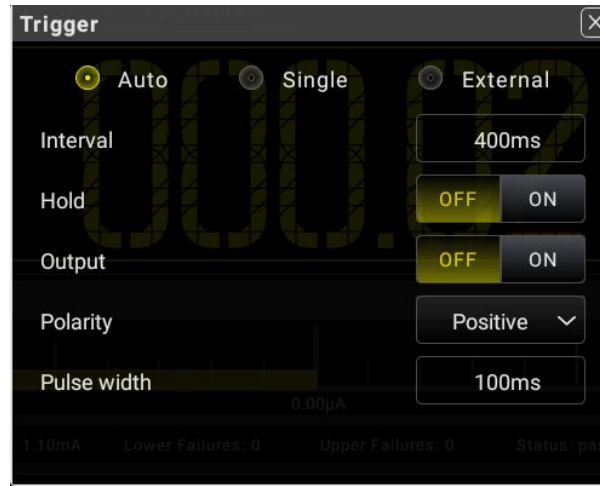 Trigger
Auto Single External
Interval 400ms
Hold OFF ON
Output OFF ON
Polarity Positive
Pulse width 100ms
0.00µA
1.10mA Lower Failures: 0 Upper Failures: 0 Status: pas